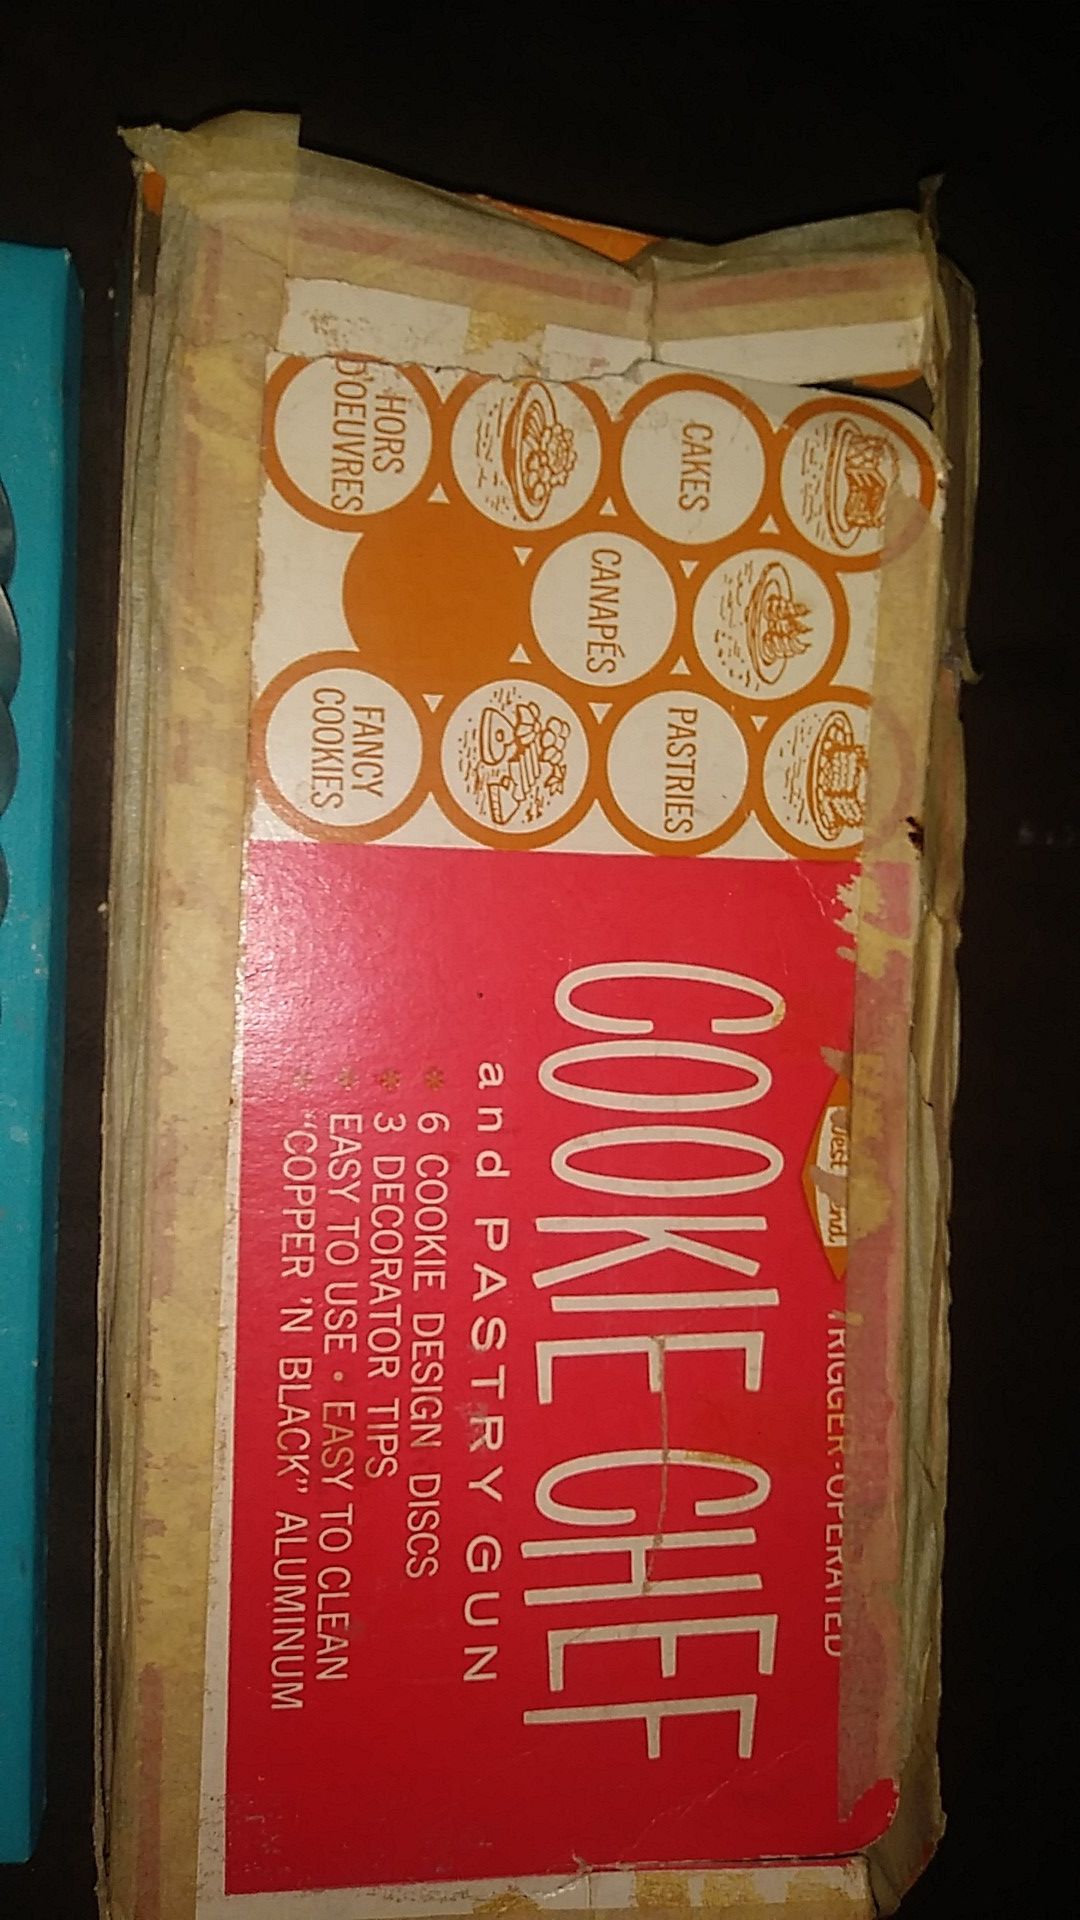 HORS
D'OEUVRES
CAKES
CANAPÉS
FANCY
COOKIES
PASTRIES
West
TRIGGER-OPERATED
COOKIE CHEF
and PASTRY GUN
* 6 COOKIE DESIGN DISCS
* 3 DECORATOR TIPS
* EASY TO USE • EASY TO CLEAN
* "COPPER 'N BLACK" ALUMINUM